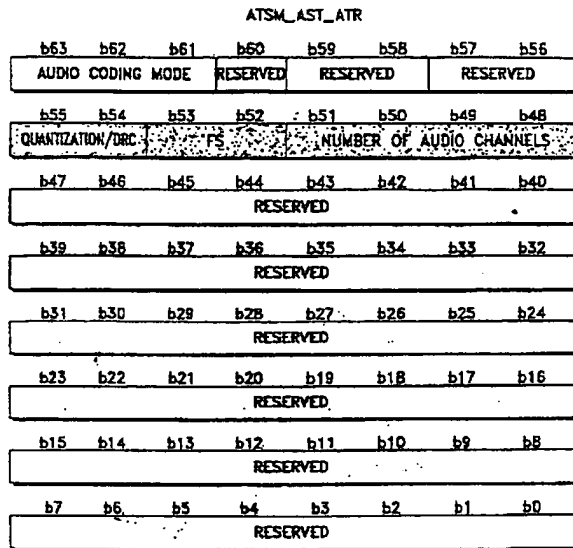 ATSM_AST_ATR
b63 b62 b61 b60 b59 b58 b57 b56
AUDIO CODING MODE RESERVED RESERVED RESERVED
b55 b54 b53 b52 b51 b50 b49 b48
QUANTIZATION/DRC FS NUMBER OF AUDIO CHANNELS
b47 b46 b45 b44 b43 b42 b41 b40
RESERVED
b39 b38 b37 b36 b35 b34 b33 b32
RESERVED
b31 b30 b29 b28 b27 b26 b25 b24
RESERVED
b23 b22 b21 b20 b19 b18 b17 b16
RESERVED
b15 b14 b13 b12 b11 b10 b9 b8
RESERVED
b7 b6 b5 b4 b3 b2 b1 b0
RESERVED